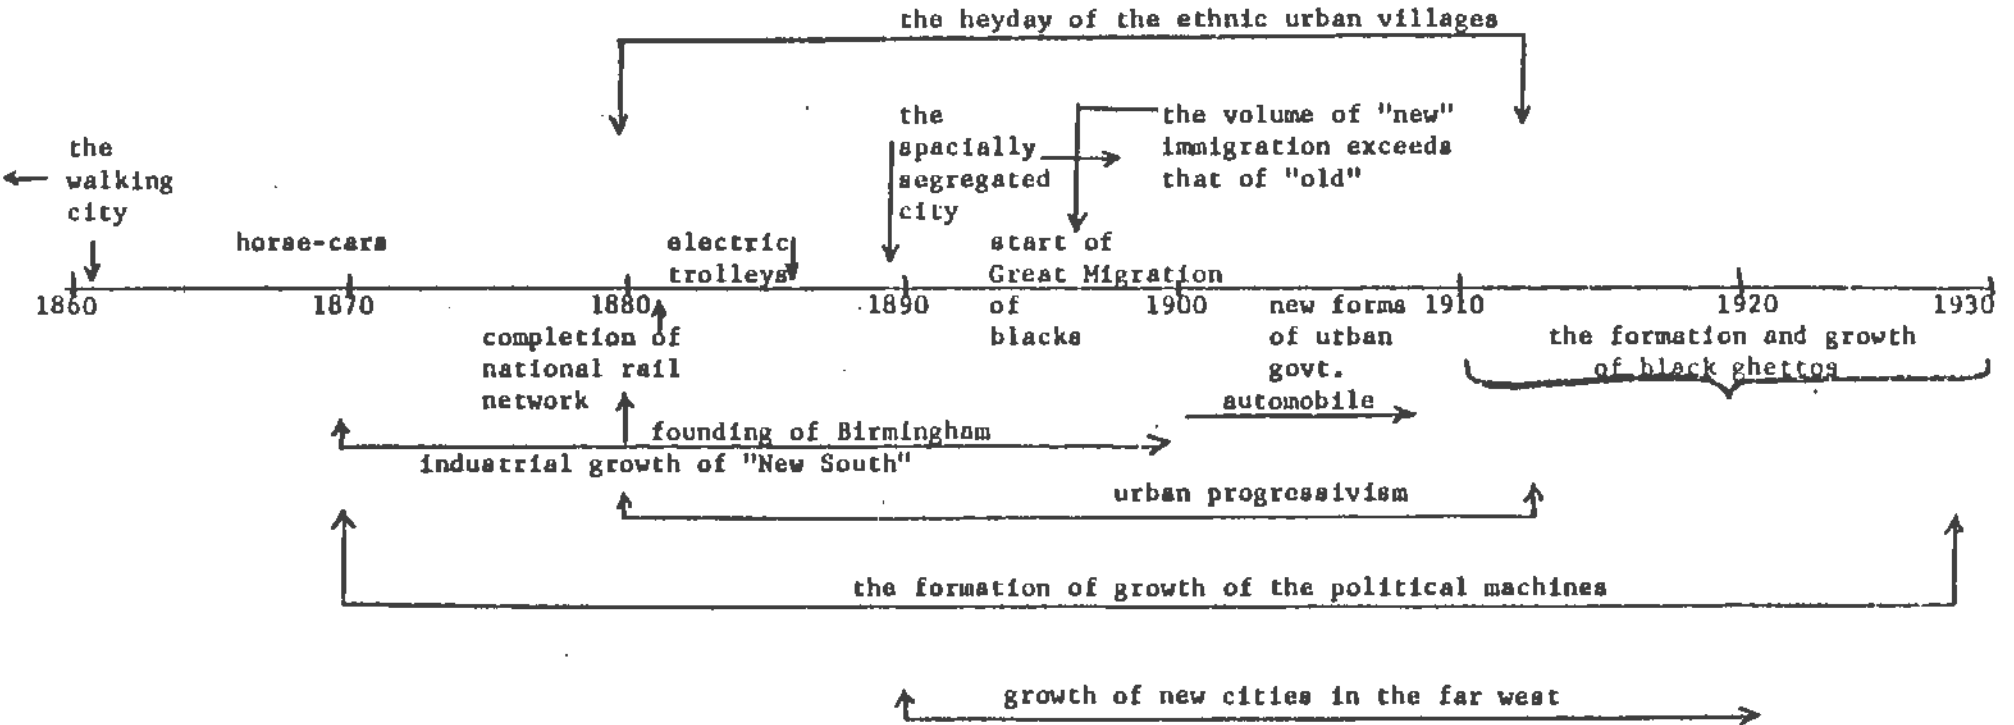 the heyday of the ethnic urban villages
the
walking
city
the
spacially
segregated
city
the volume of "new"
immigration exceeds
that of "old"
horse-cars
electric
trolleys
start of
Great Migration
of
blacks
1860
1870
1880
1890
1900
1910
1920
1930
completion of
national rail
network
new forms
of urban
govt.
automobile
the formation and growth
of black ghettos
founding of Birmingham
industrial growth of "New South"
urban progressivism
the formation of growth of the political machines
growth of new cities in the far west